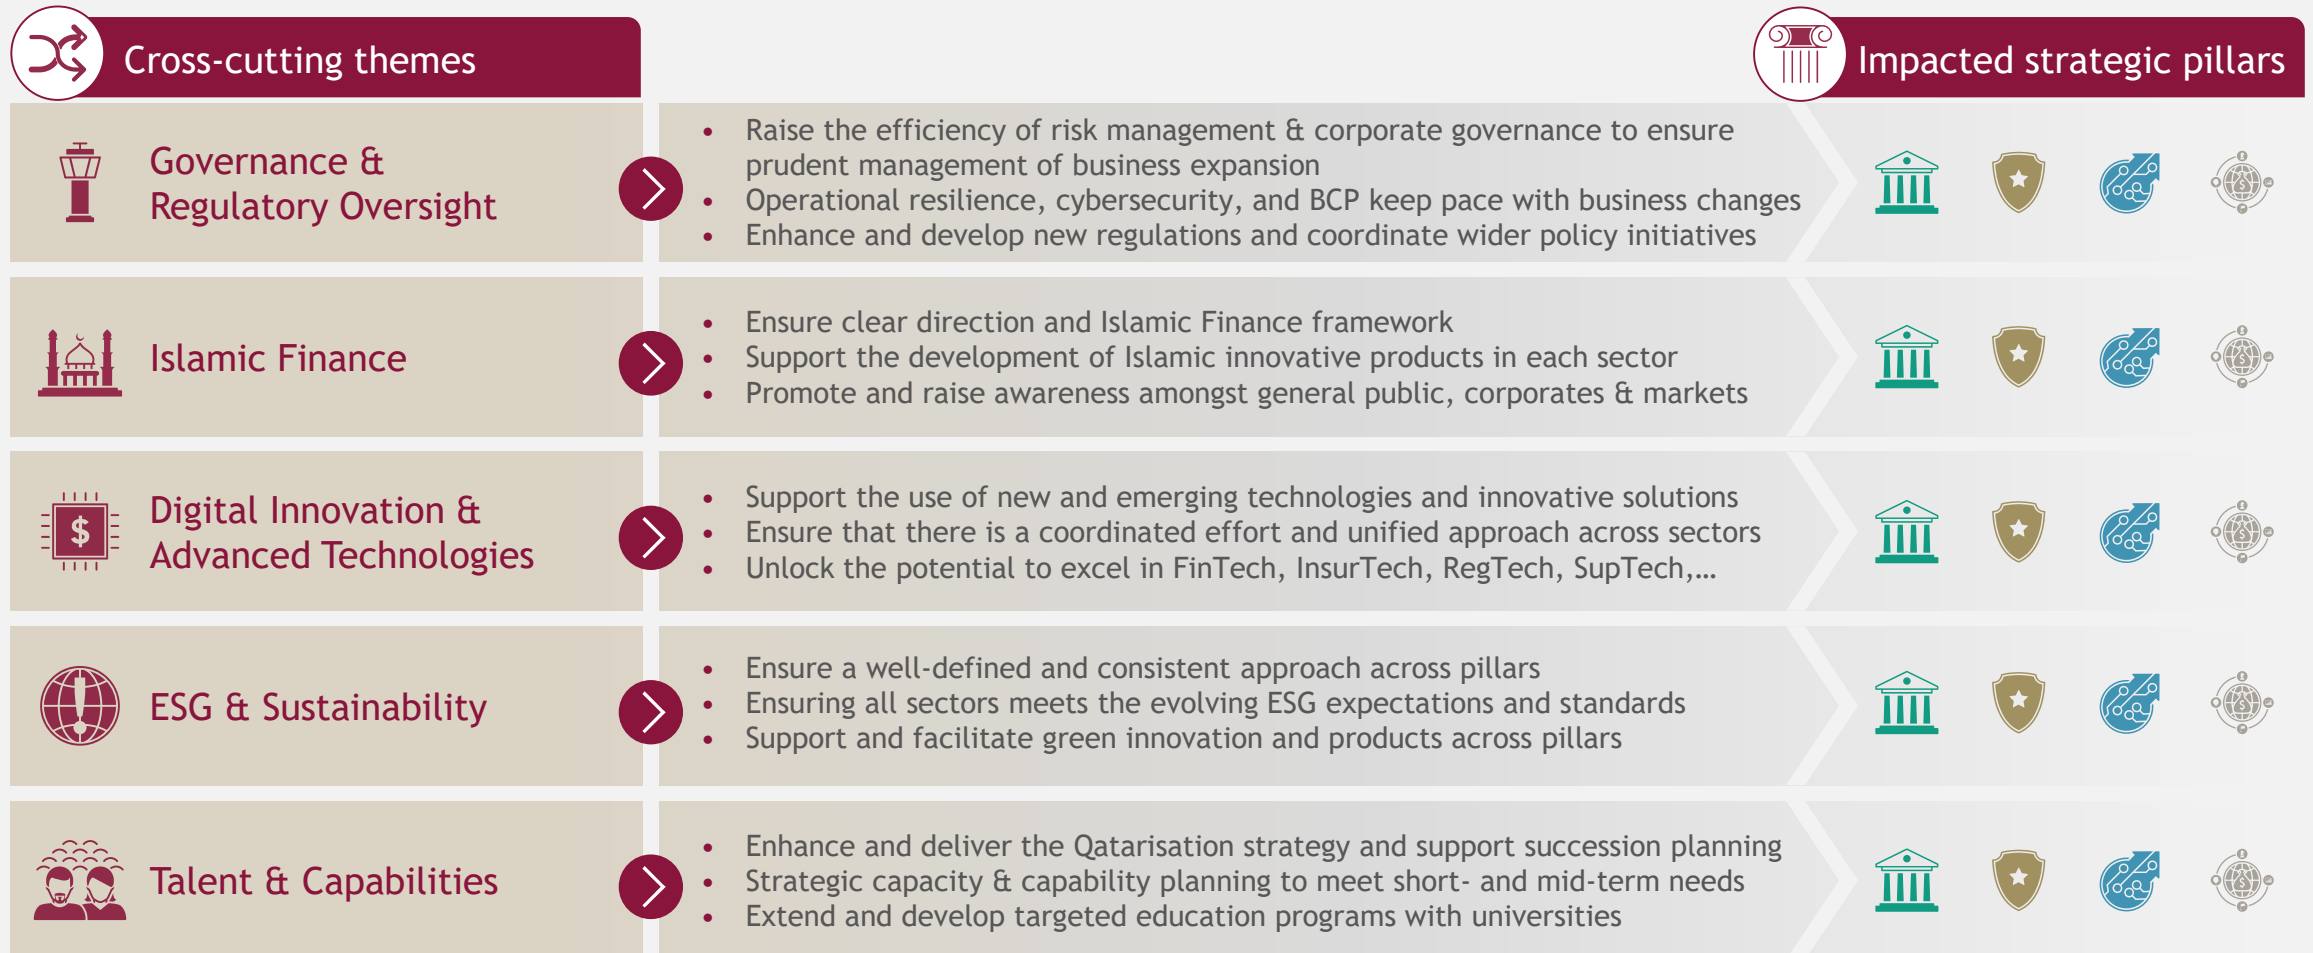 Cross-cutting themes
Impacted strategic pillars
Governance &
Regulatory Oversight
• Raise the efficiency of risk management & corporate governance to ensure
prudent management of business expansion
• Operational resilience, cybersecurity, and BCP keep pace with business changes
• Enhance and develop new regulations and coordinate wider policy initiatives
Islamic Finance
• Ensure clear direction and Islamic Finance framework
• Support the development of Islamic innovative products in each sector
• Promote and raise awareness amongst general public, corporates & markets
$
Digital Innovation &
Advanced Technologies
• Support the use of new and emerging technologies and innovative solutions
• Ensure that there is a coordinated effort and unified approach across sectors
• Unlock the potential to excel in FinTech, InsurTech, RegTech, SupTech,…
ESG & Sustainability
• Ensure a well-defined and consistent approach across pillars
• Ensuring all sectors meets the evolving ESG expectations and standards
• Support and facilitate green innovation and products across pillars
Talent & Capabilities
• Enhance and deliver the Qatarisation strategy and support succession planning
• Strategic capacity & capability planning to meet short- and mid-term needs
• Extend and develop targeted education programs with universities